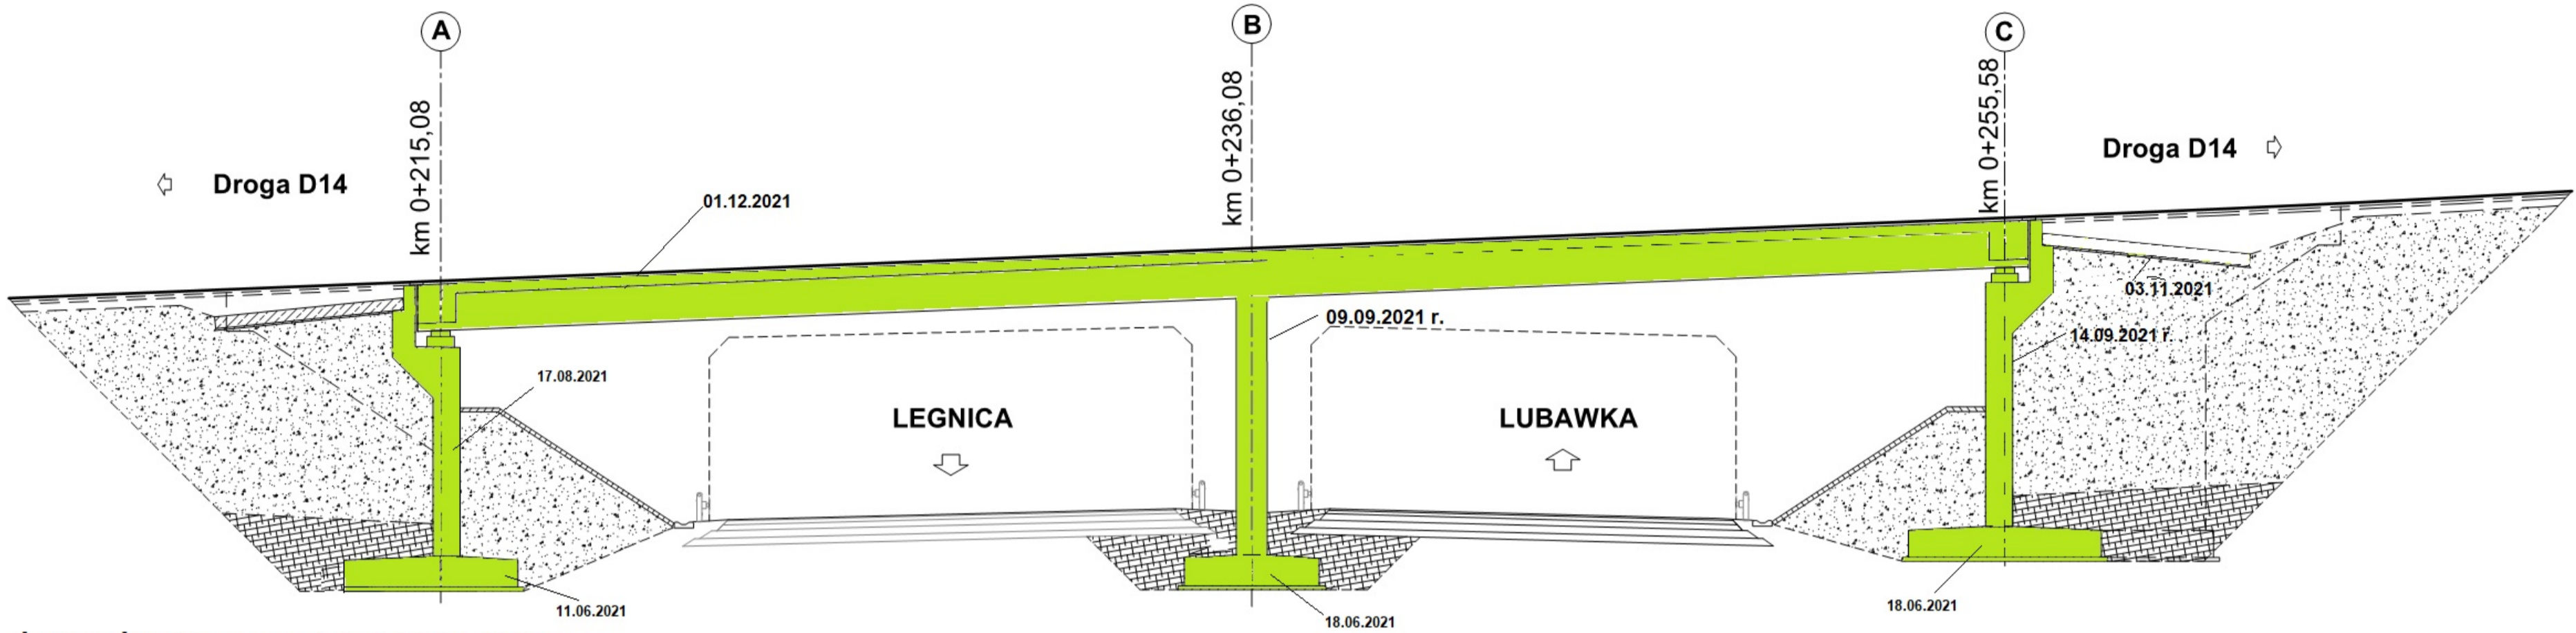 A
B
C
km 0+215,08
km 0+236,08
km 0+255,58
Droga D14
Droga D14
01.12.2021
03.11.2021
09.09.2021 r.
14.09.2021 r.
17.08.2021
LEGNICA
LUBAWKA
11.06.2021
18.06.2021
18.06.2021